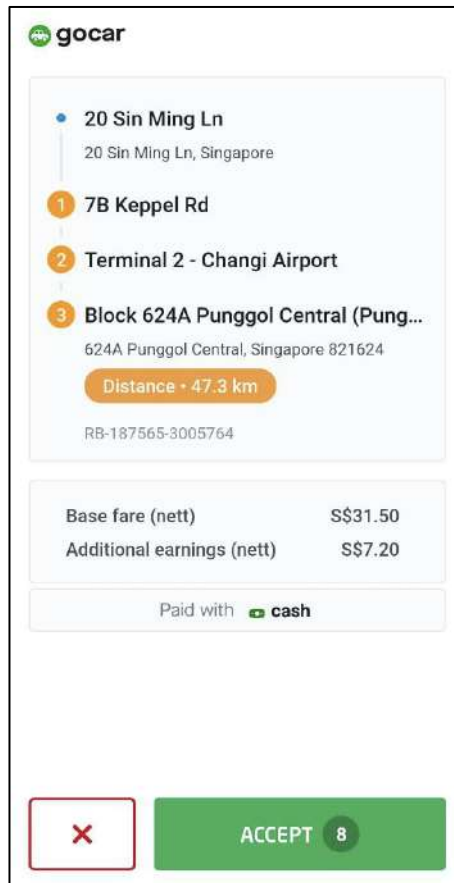 gocar
20 Sin Ming Ln
20 Sin Ming Ln, Singapore
1 7B Keppel Rd
2 Terminal 2 - Changi Airport
3 Block 624A Punggol Central (Pung...
624A Punggol Central, Singapore 821624
Distance • 47.3 km
RB-187565-3005764
Base fare (nett) S$31.50
Additional earnings (nett) S$7.20
Paid with cash
ACCEPT 8